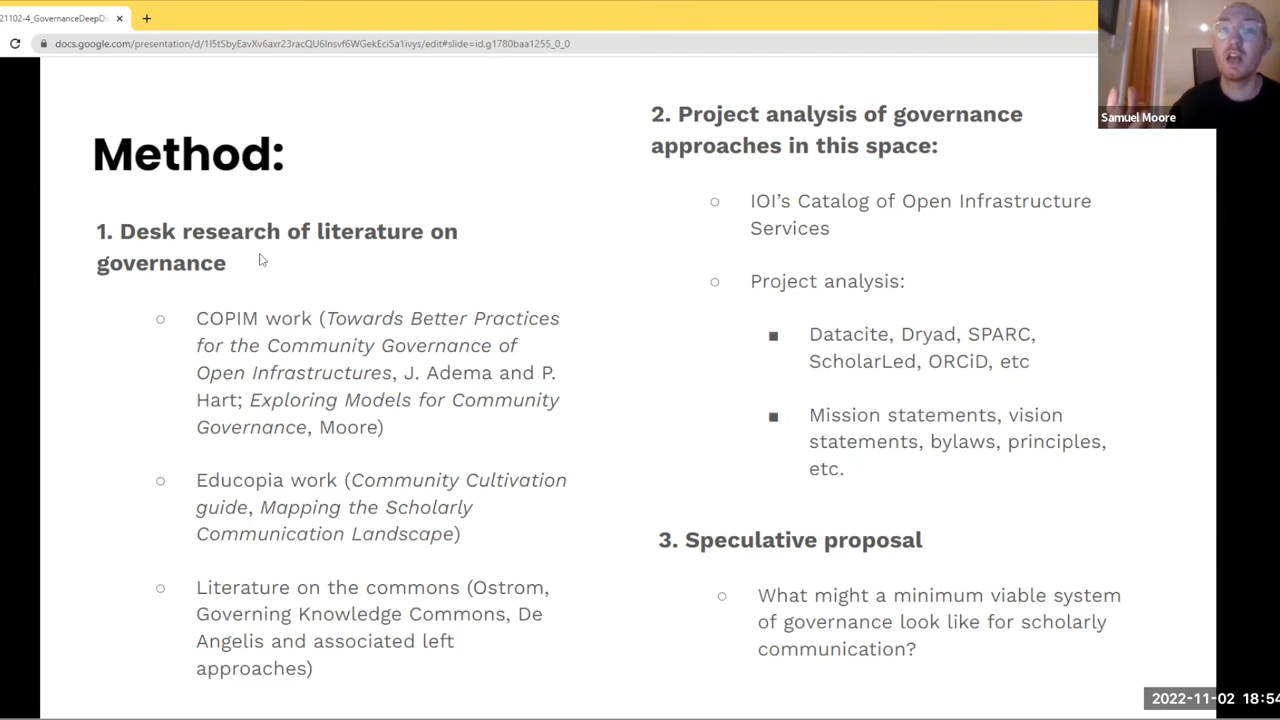 21102-4_GovernanceDeepDi
docs.google.com/presentation/d/1I5tSbyEavXv6axr23racQU6Insvf6WGekEci5a1ivys/edit#slide=id.g1780baa1255_0_0
Samuel Moore
Method:
1. Desk research of literature on
governance
COPIM work (Towards Better Practices
for the Community Governance of
Open Infrastructures, J. Adema and P.
Hart; Exploring Models for Community
Governance, Moore)
Educopia work (Community Cultivation
guide, Mapping the Scholarly
Communication Landscape)
Literature on the commons (Ostrom,
Governing Knowledge Commons, De
Angelis and associated left
approaches)
2. Project analysis of governance
approaches in this space:
IOI’s Catalog of Open Infrastructure
Services
Project analysis:
Datacite, Dryad, SPARC,
ScholarLed, ORCiD, etc
Mission statements, vision
statements, bylaws, principles,
etc.
3. Speculative proposal
What might a minimum viable system
of governance look like for scholarly
communication?
2022-11-02 18:54